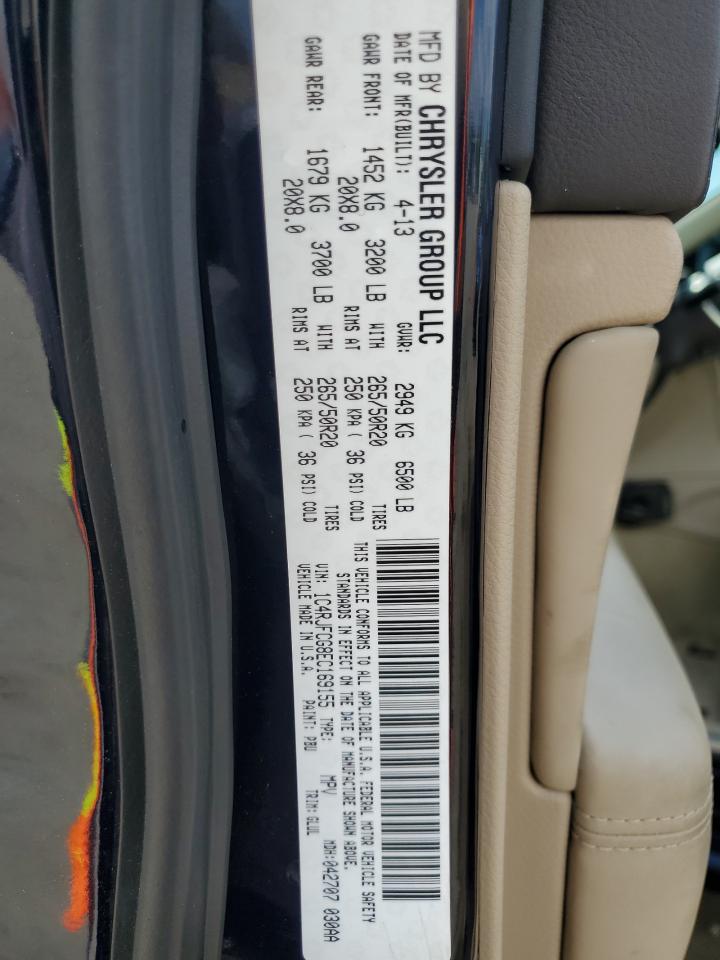 MFD BY CHRYSLER GROUP LLC
DATE OF MFR(BUILT): 4-13 GVWR: 2949 KG 6500 LB
GAWR FRONT: 1452 KG 3200 LB WITH 265/50R20 TIRES
20X8.0 RIMS AT 250 KPA ( 36 PSI) COLD
GAWR REAR: 1679 KG 3700 LB WITH 265/50R20 TIRES
20X8.0 RIMS AT 250 KPA ( 36 PSI) COLD
THIS VEHICLE CONFORMS TO ALL APPLICABLE U.S.A. FEDERAL MOTOR VEHICLE SAFETY
STANDARDS IN EFFECT ON THE DATE OF MANUFACTURE SHOWN ABOVE.
VIN: 1C4RJFCG8EC169155 TYPE: MPV MDH:042707 030AA
VEHICLE MADE IN U.S.A. PAINT: PBU TRIM: GLUL